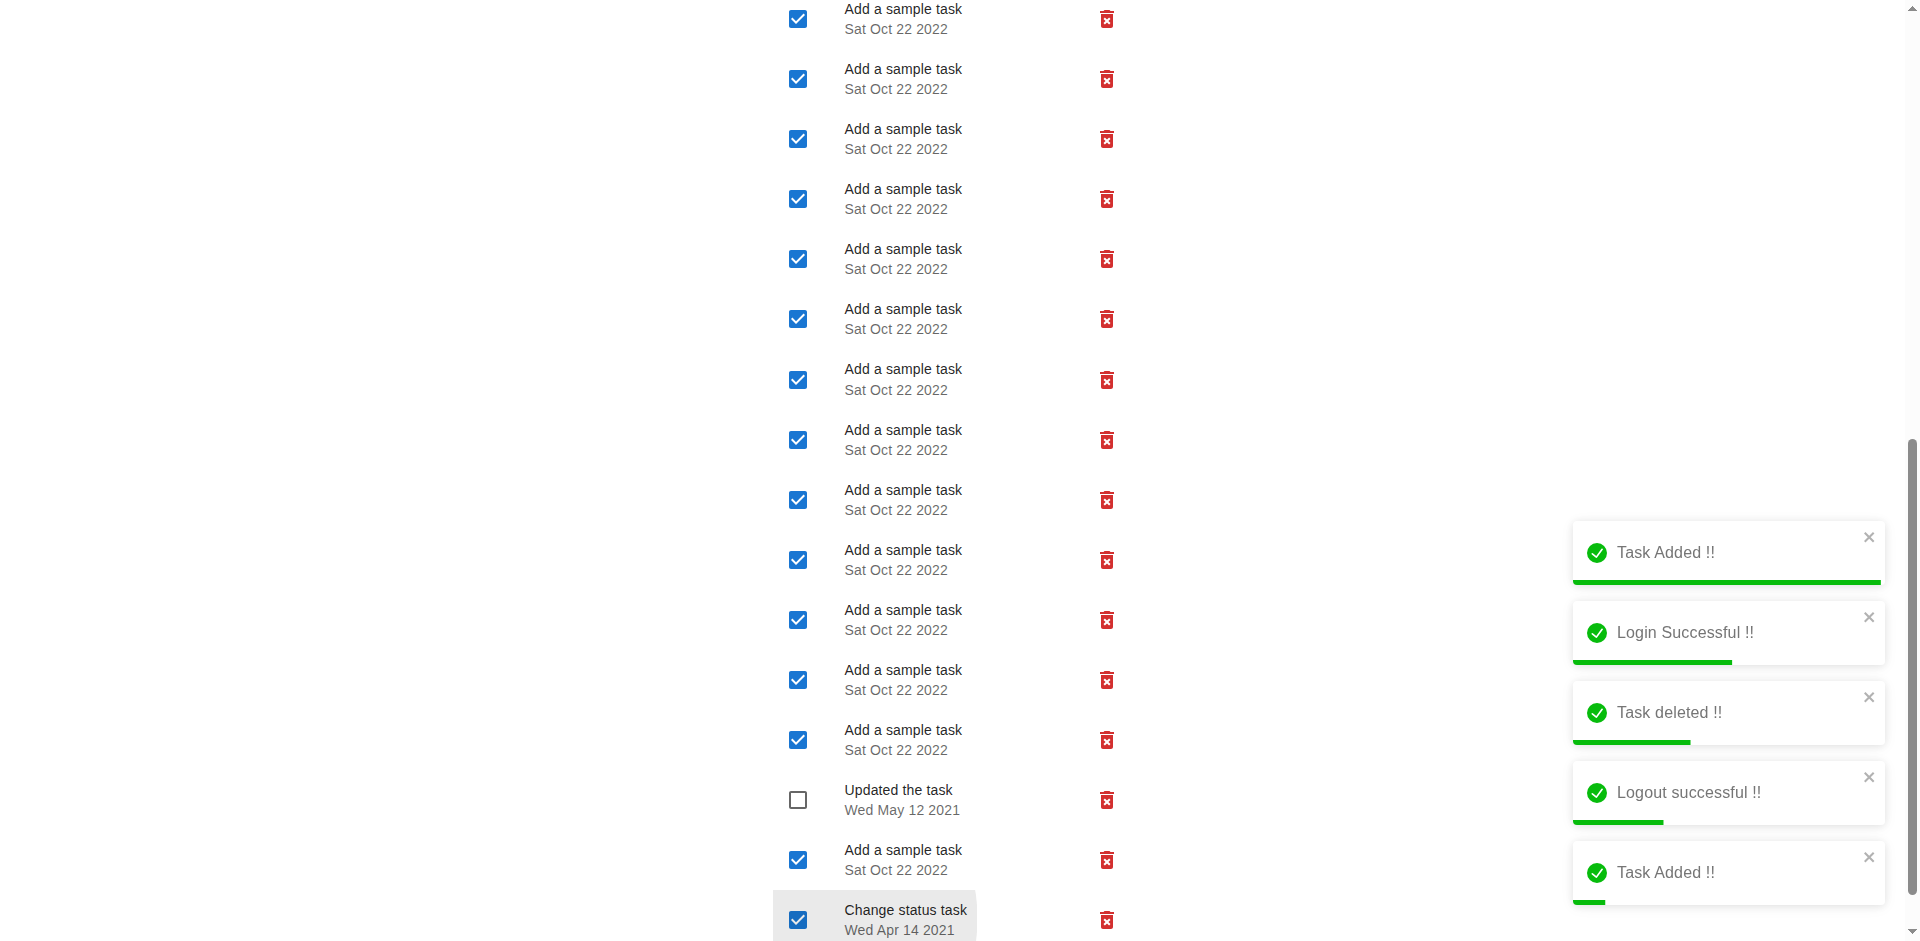 Add a sample task
Sat Oct 22 2022
Add a sample task
Sat Oct 22 2022
Add a sample task
Sat Oct 22 2022
Add a sample task
Sat Oct 22 2022
Add a sample task
Sat Oct 22 2022
Add a sample task
Sat Oct 22 2022
Add a sample task
Sat Oct 22 2022
Add a sample task
Sat Oct 22 2022
Add a sample task
Sat Oct 22 2022
Add a sample task
Sat Oct 22 2022
Add a sample task
Sat Oct 22 2022
Add a sample task
Sat Oct 22 2022
Add a sample task
Sat Oct 22 2022
Updated the task
Wed May 12 2021
Add a sample task
Sat Oct 22 2022
Change status task
Wed Apr 14 2021
Task Added !!
Login Successful !!
Task deleted !!
Logout successful !!
Task Added !!